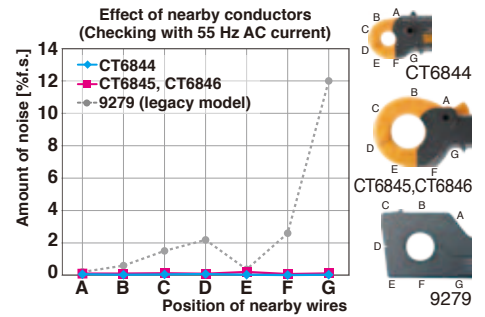 Effect of nearby conductors
(Checking with 55 Hz AC current)
Amount of noise [%f.s.]
14
12
10
8
6
4
2
0
CT6844
CT6845, CT6846
9279 (legacy model)
A B C D E F G
Position of nearby wires
B A
C
D
E F G
CT6844
B
C A
D
G
E F
CT6845,CT6846
C B
A
D
E F G
9279